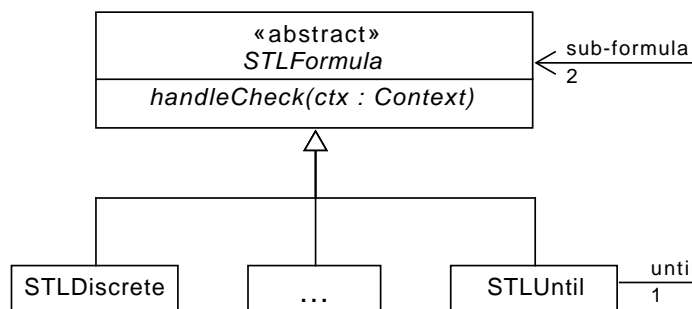 «abstract»
STLFormula
sub-formula
2
handleCheck(ctx : Context)
STLDiscrete
...
STLUntil
unti
1